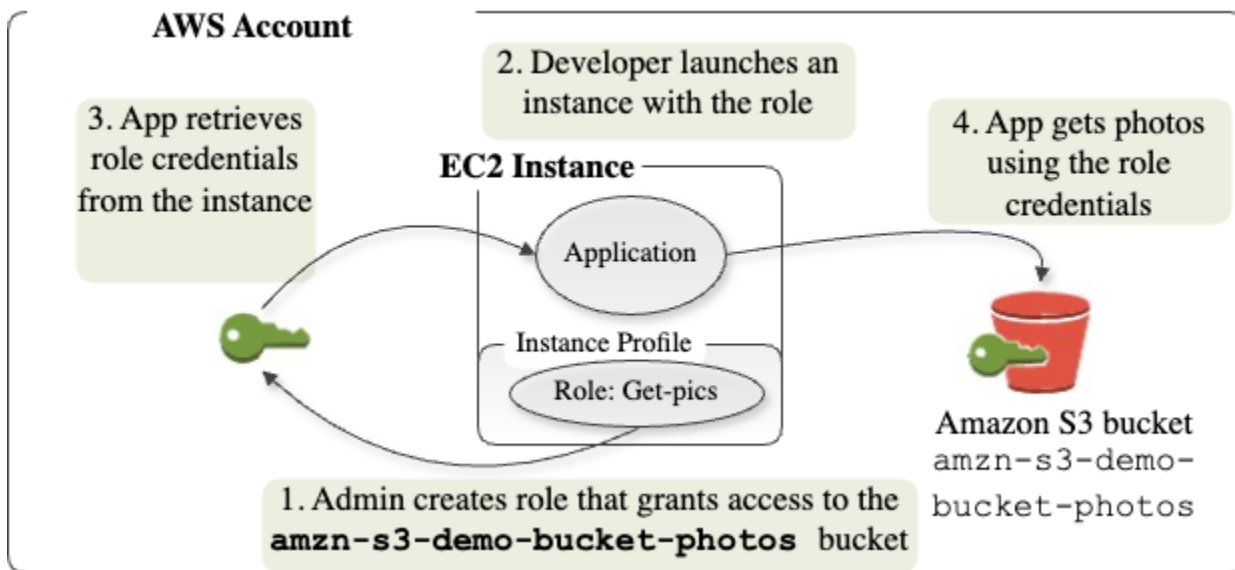 AWS Account
2. Developer launches an
instance with the role
3. App retrieves
role credentials
from the instance
4. App gets photos
using the role
credentials
EC2 Instance
Application
Instance Profile
Role: Get-pics
Amazon S3 bucket
amzn-s3-demo-
bucket-photos
1. Admin creates role that grants access to the
amzn-s3-demo-bucket-photos bucket